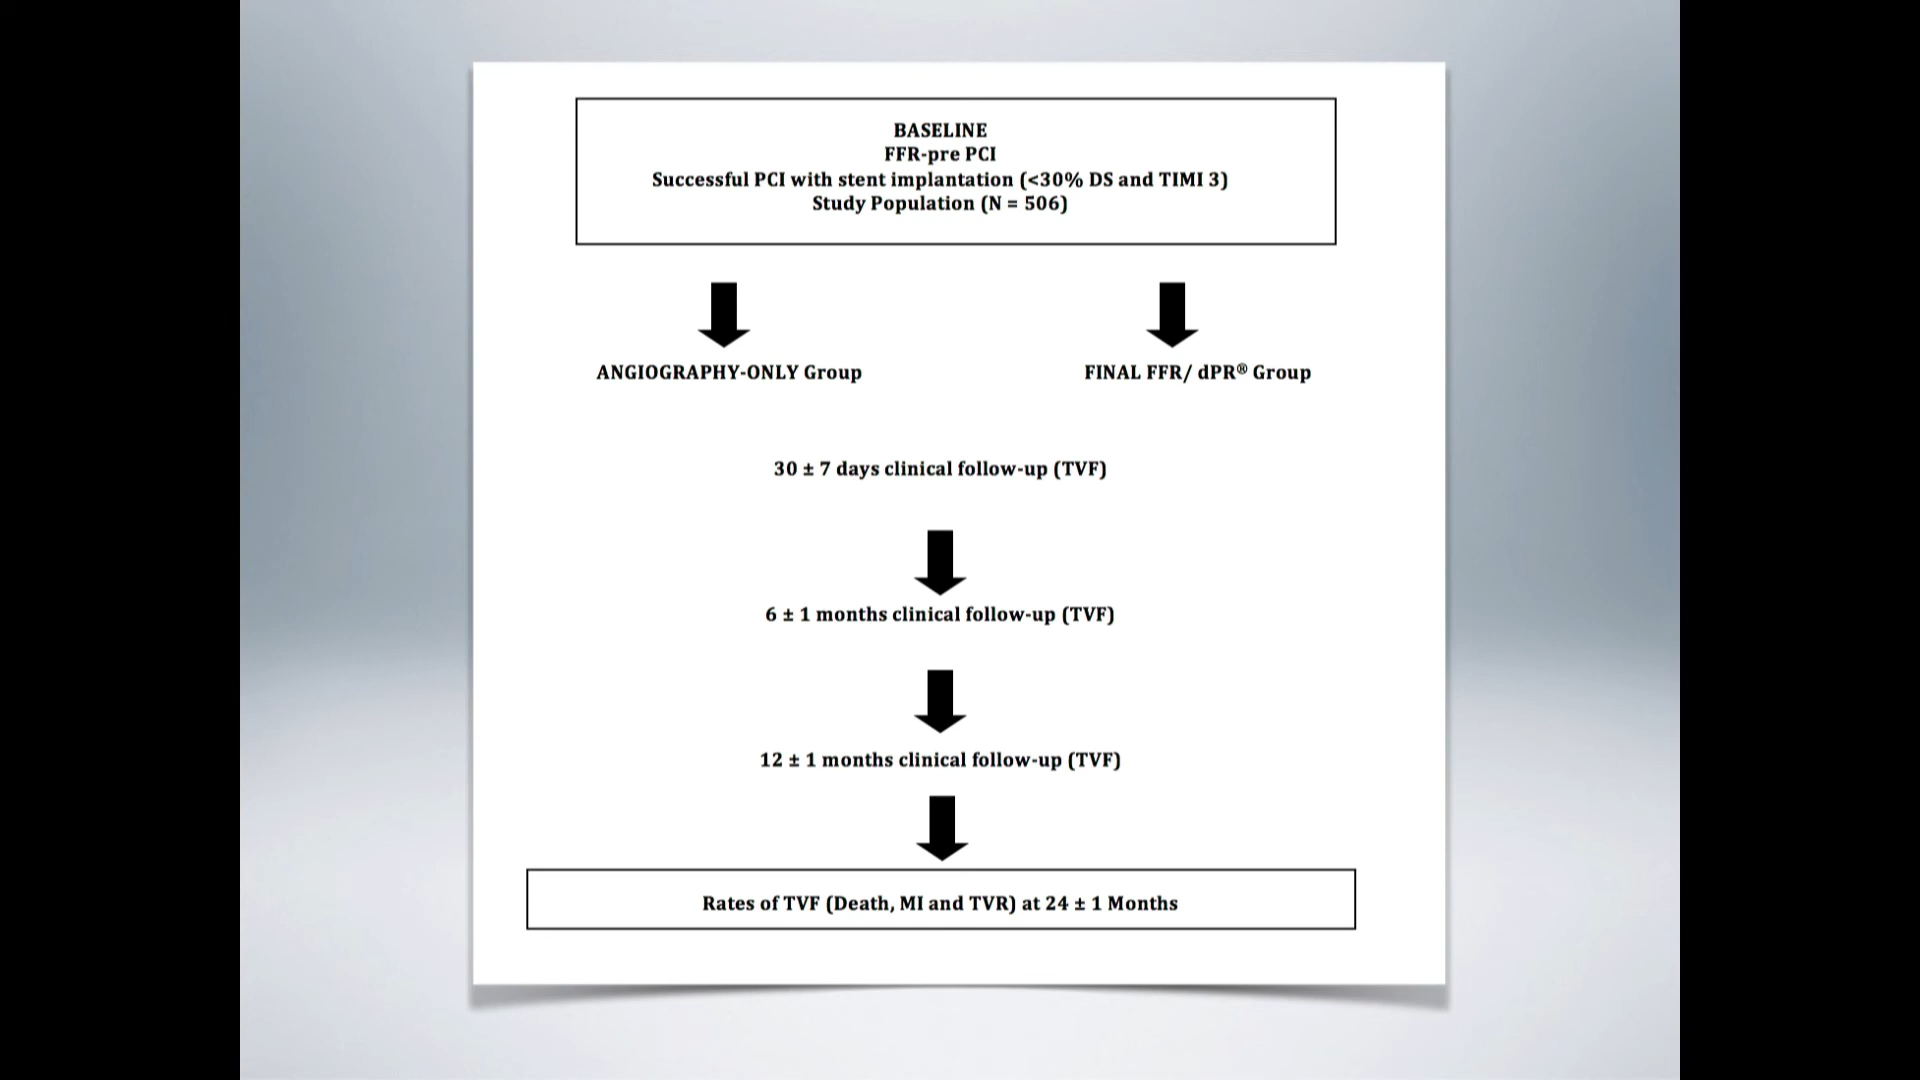 BASELINE
FFR-pre PCI
Successful PCI with stent implantation (<30% DS and TIMI 3)
Study Population (N = 506)
ANGIOGRAPHY-ONLY Group
FINAL FFR/ dPR® Group
30 ± 7 days clinical follow-up (TVF)
6 ± 1 months clinical follow-up (TVF)
12 ± 1 months clinical follow-up (TVF)
Rates of TVF (Death, MI and TVR) at 24 ± 1 Months